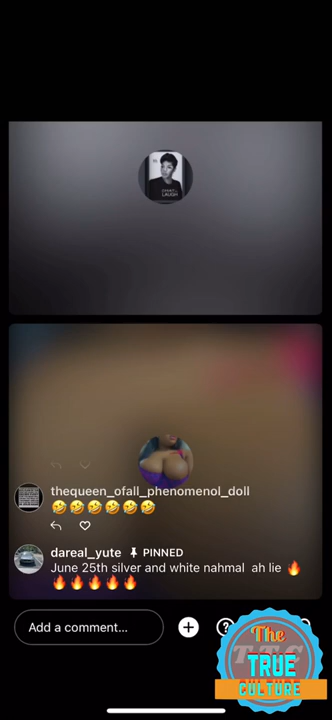 thequeen_ofall_phenomenol_doll
🤣🤣🤣🤣🤣🤣
dareal_yute PINNED
June 25th silver and white nahmal ah lie 🔥
🔥🔥🔥🔥🔥
Add a comment...
The
TRUE
CULTURE